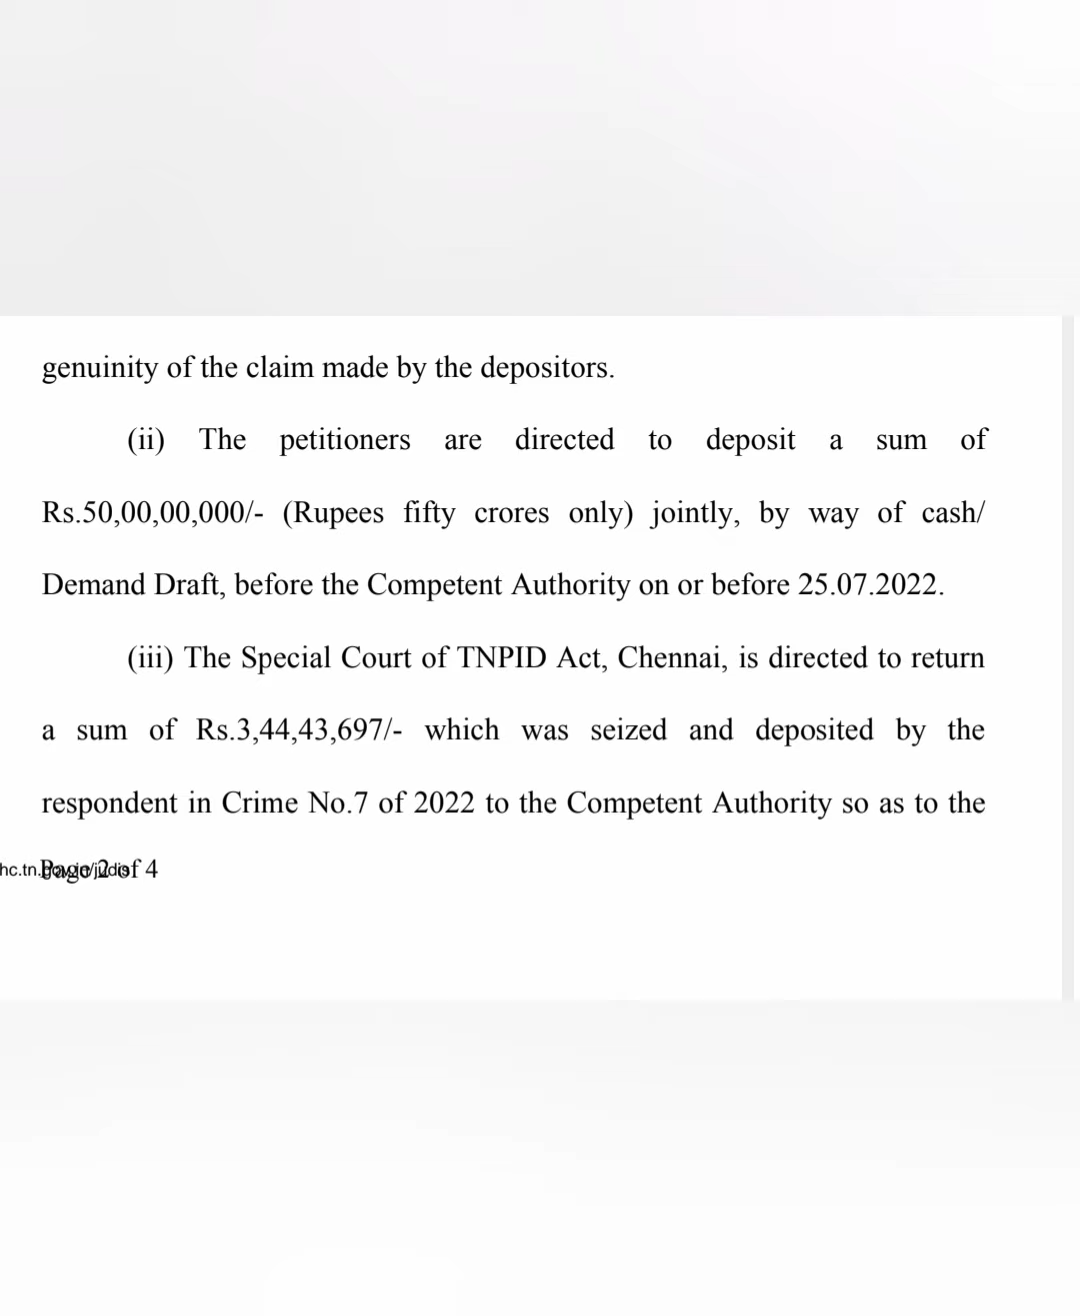 genuinity of the claim made by the depositors.
(ii) The petitioners are directed to deposit a sum of
Rs.50,00,00,000/- (Rupees fifty crores only) jointly, by way of cash/
Demand Draft, before the Competent Authority on or before 25.07.2022.
(iii) The Special Court of TNPID Act, Chennai, is directed to return
a sum of Rs.3,44,43,697/- which was seized and deposited by the
respondent in Crime No.7 of 2022 to the Competent Authority so as to the
Page 2 of 4